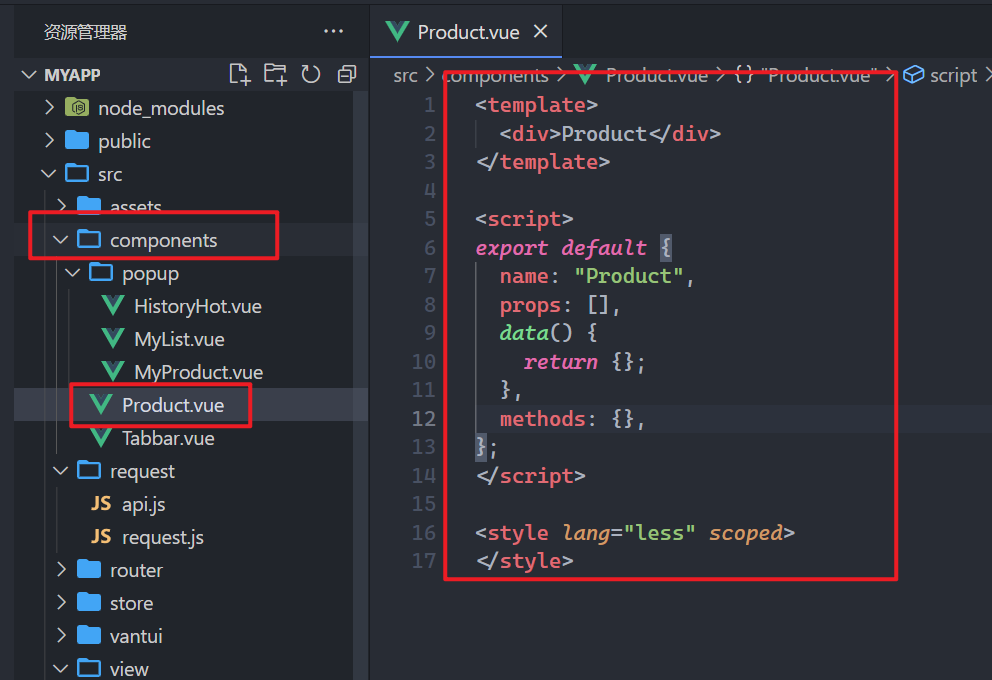 资源管理器
MYAPP
node_modules
public
src
assets
components
popup
HistoryHot.vue
MyList.vue
MyProduct.vue
Product.vue
Tabbar.vue
request
JS api.js
JS request.js
router
store
vantui
view
Product.vue
src > components > Product.vue > {} "Product.vue" > script >
1 <template>
2 <div>Product</div>
3 </template>
4
5 <script>
6 export default {
7 name: "Product",
8 props: [],
9 data() {
10 return {};
11 },
12 methods: {},
13 };
14 </script>
15
16 <style lang="less" scoped>
17 </style>